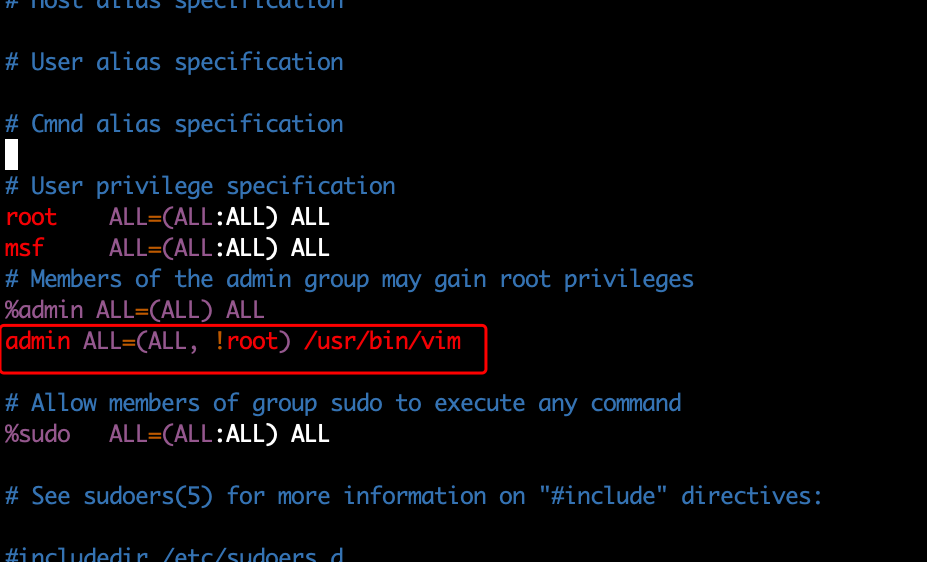 # Host alias specification
# User alias specification
# Cmnd alias specification
# User privilege specification
root    ALL=(ALL:ALL) ALL
msf     ALL=(ALL:ALL) ALL
# Members of the admin group may gain root privileges
%admin ALL=(ALL) ALL
admin ALL=(ALL, !root) /usr/bin/vim
# Allow members of group sudo to execute any command
%sudo   ALL=(ALL:ALL) ALL
# See sudoers(5) for more information on "#include" directives:
#includedir /etc/sudoers.d